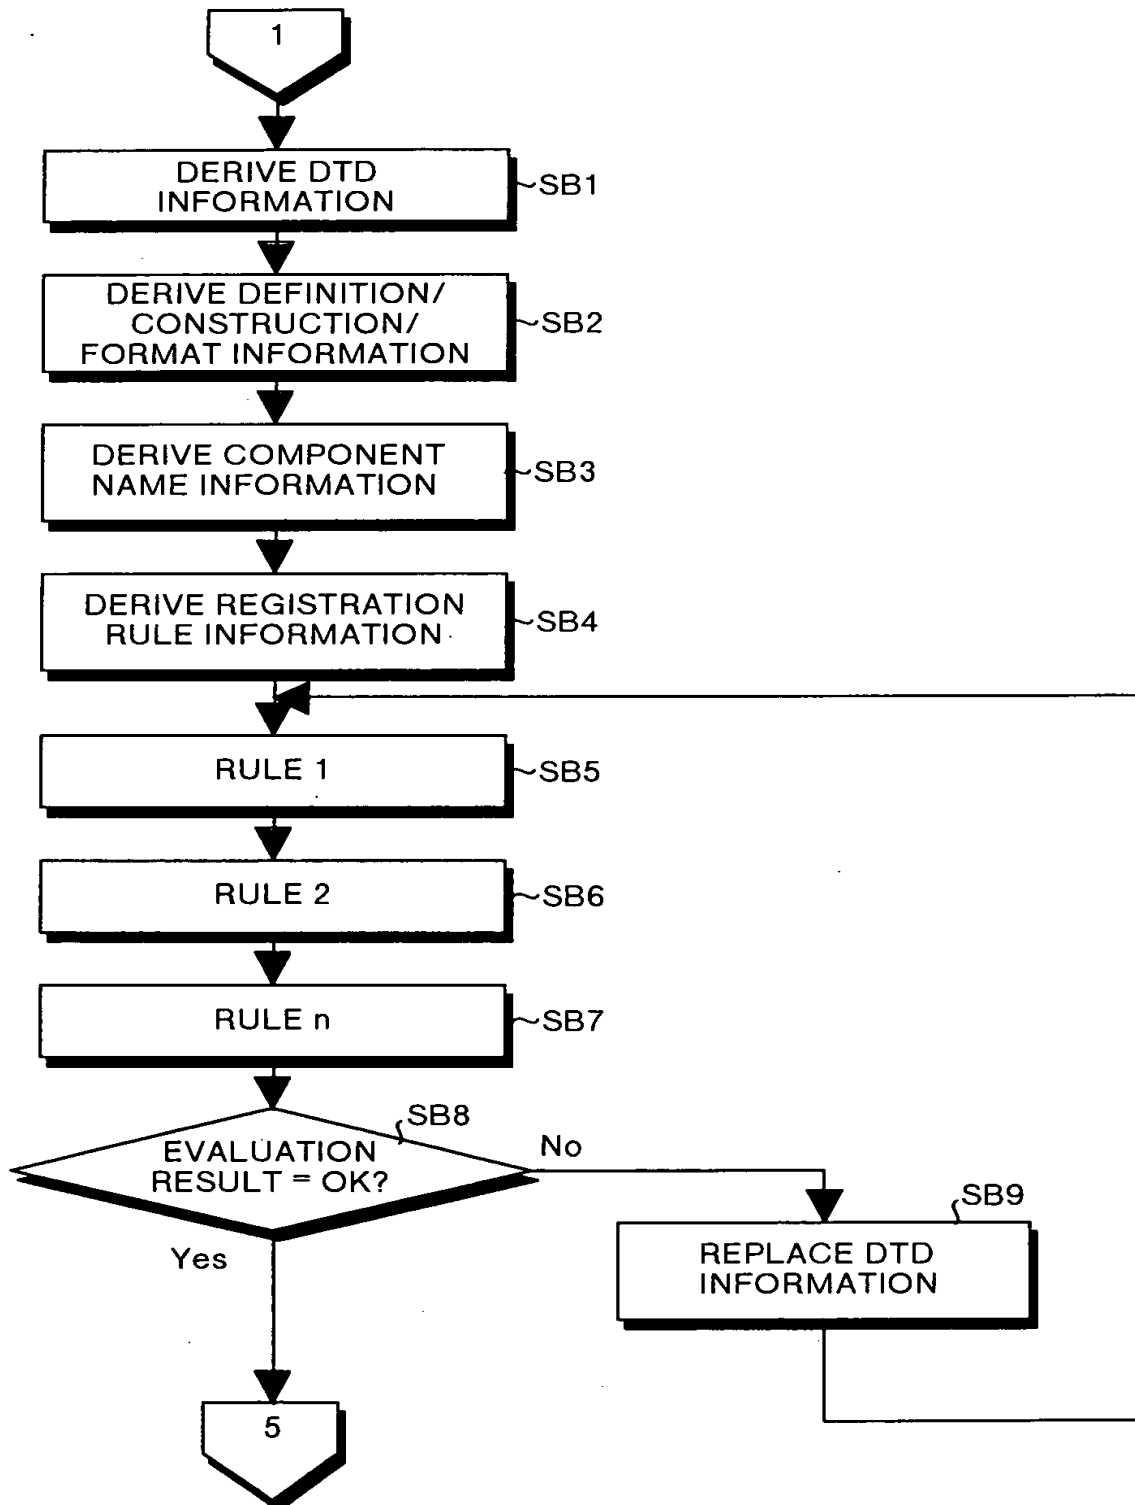 1
DERIVE DTD
INFORMATION
SB1
DERIVE DEFINITION/
CONSTRUCTION/
FORMAT INFORMATION
SB2
DERIVE COMPONENT
NAME INFORMATION
SB3
DERIVE REGISTRATION
RULE INFORMATION
SB4
RULE 1
SB5
RULE 2
SB6
RULE n
SB7
SB8
EVALUATION
RESULT = OK?
No
Yes
SB9
REPLACE DTD
INFORMATION
5